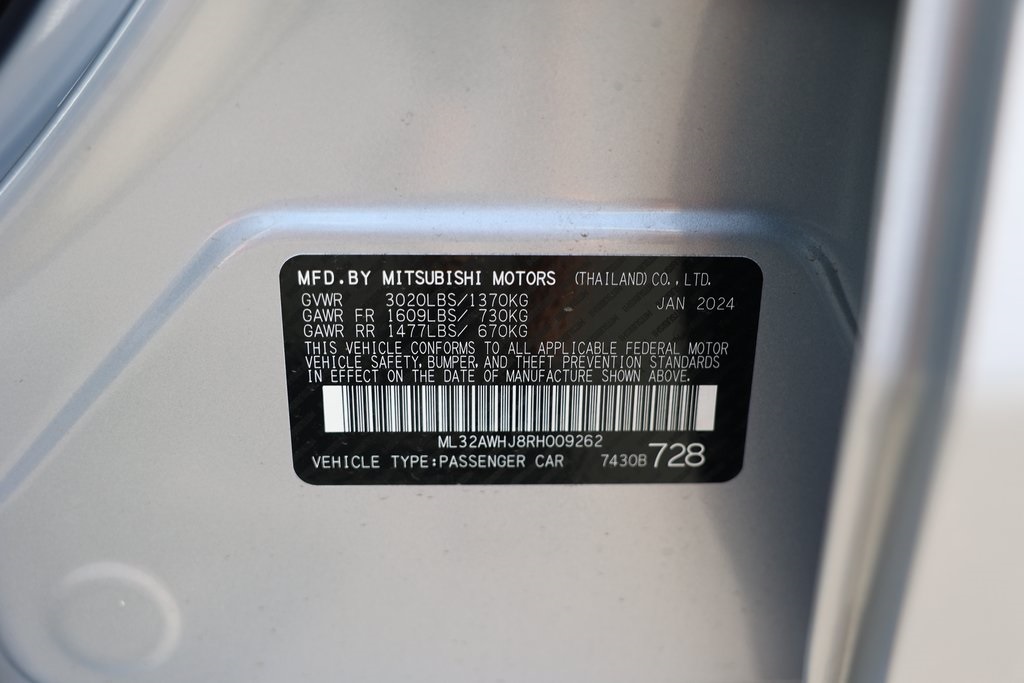 MFD.BY MITSUBISHI MOTORS (THAILAND) CO., LTD.
GVWR 3020LBS/1370KG JAN 2024
GAWR FR 1609LBS/ 730KG
GAWR RR 1477LBS/ 670KG
THIS VEHICLE CONFORMS TO ALL APPLICABLE FEDERAL MOTOR
VEHICLE SAFETY, BUMPER, AND THEFT PREVENTION STANDARDS
IN EFFECT ON THE DATE OF MANUFACTURE SHOWN ABOVE.
ML32AWHJ8RH009262
VEHICLE TYPE:PASSENGER CAR 7430B 728